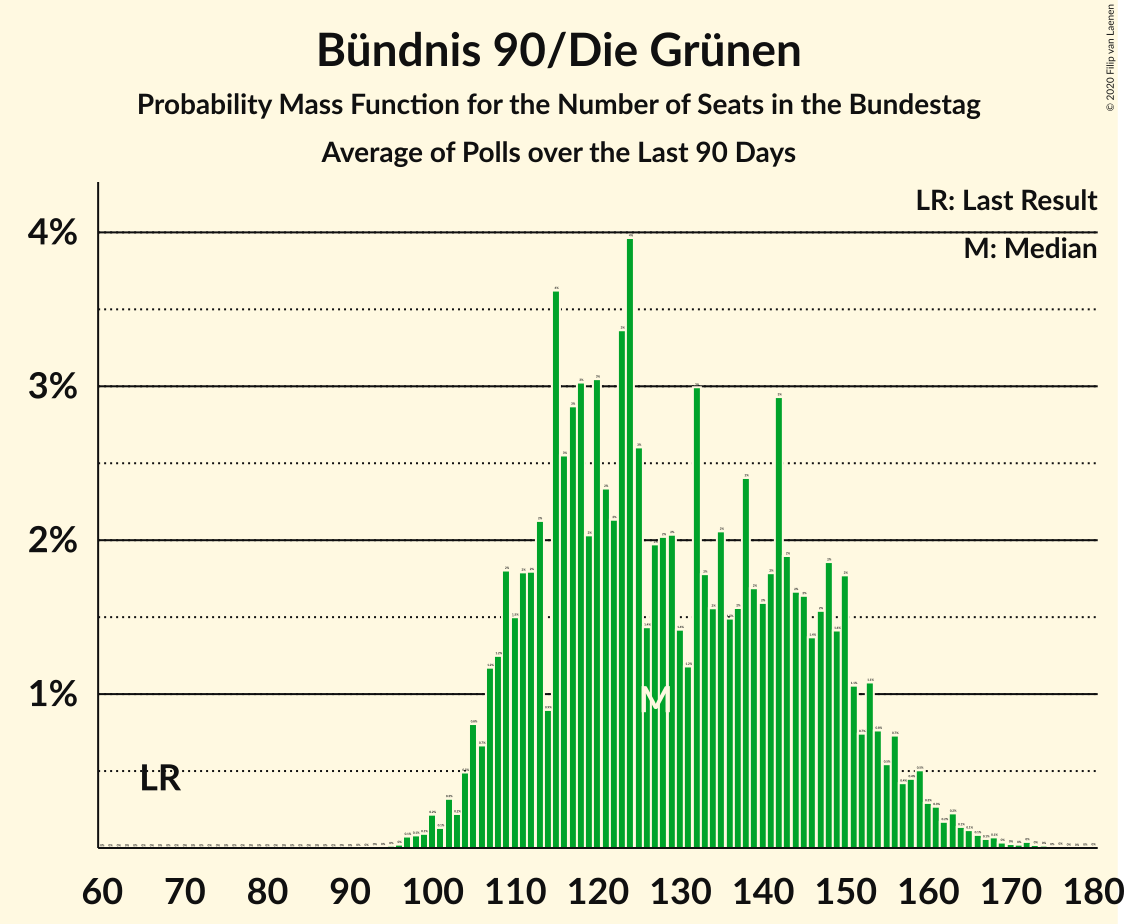 Bündnis 90/Die Grünen
Probability Mass Function for the Number of Seats in the Bundestag
Average of Polls over the Last 90 Days
© 2020 Filip van Laenen
LR: Last Result
M: Median
4%
3%
2%
1%
LR
M
60 70 80 90 100 110 120 130 140 150 160 170 180